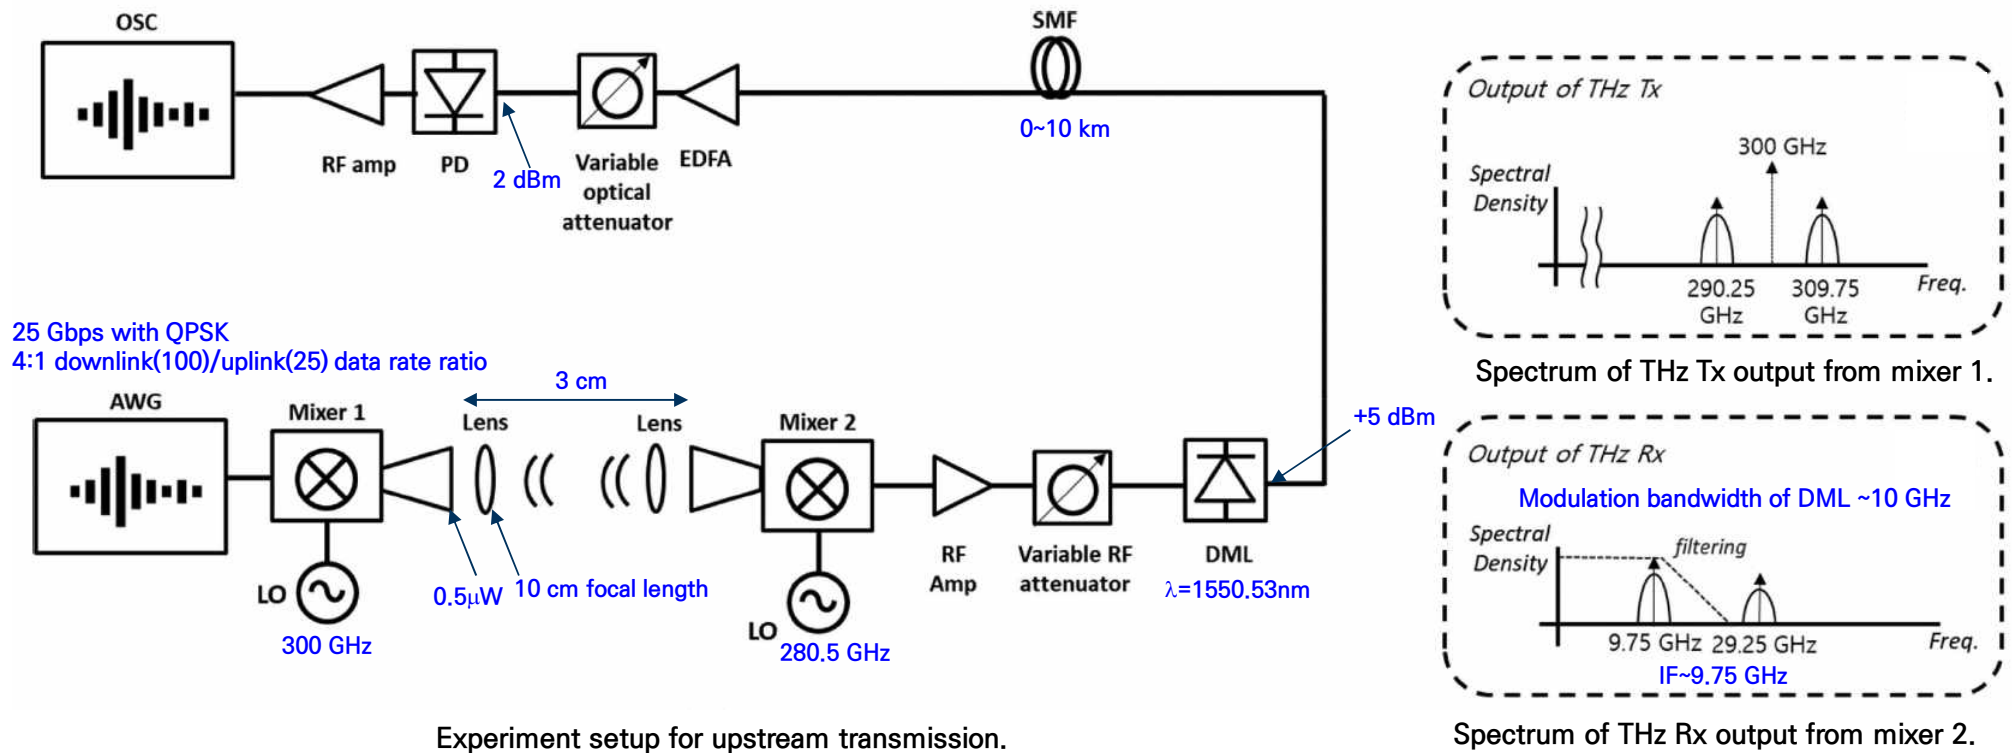 OSC
RF amp
PD
2 dBm
Variable
optical
attenuator
EDFA
SMF
0~10 km
25 Gbps with QPSK
4:1 downlink(100)/uplink(25) data rate ratio
AWG
Mixer 1
LO
300 GHz
3 cm
Lens
Lens
0.5μW
10 cm focal length
Mixer 2
LO
280.5 GHz
RF
Amp
Variable RF
attenuator
DML
λ=1550.53nm
+5 dBm
Experiment setup for upstream transmission.
Output of THz Tx
300 GHz
Spectral
Density
290.25
GHz
309.75
GHz
Freq.
Spectrum of THz Tx output from mixer 1.
Output of THz Rx
Modulation bandwidth of DML ~10 GHz
Spectral
Density
filtering
9.75 GHz
29.25 GHz
Freq.
IF~9.75 GHz
Spectrum of THz Rx output from mixer 2.